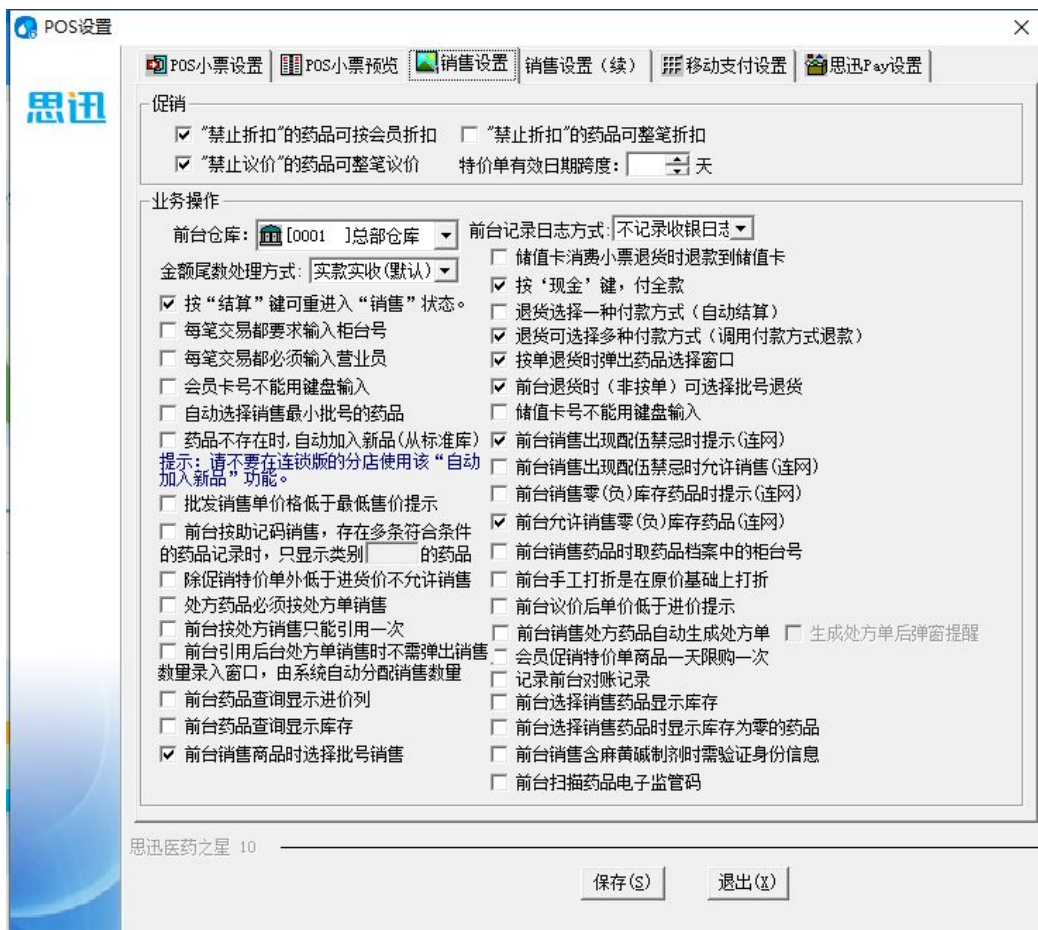 POS设置
POS小票设置
POS小票预览
销售设置
销售设置（续）
移动支付设置
思迅Pay设置
思迅
促销
"禁止折扣"的药品可按会员折扣
"禁止折扣"的药品可整笔折扣
"禁止议价"的药品可整笔议价
特价单有效日期跨度：
天
业务操作
前台仓库：
[0001 ]总部仓库
前台记录日志方式：
不记录收银日志
金额尾数处理方式：
实款实收(默认)
按“结算”键可重进入“销售”状态。
每笔交易都要求输入柜台号
每笔交易都必须输入营业员
会员卡号不能用键盘输入
自动选择销售最小批号的药品
药品不存在时,自动加入新品(从标准库)
提示：请不要在连锁版的分店使用该“自动
加入新品”功能。
批发销售单价格低于最低售价提示
前台按助记码销售，存在多条符合条件
的药品记录时，只显示类别
的药品
除促销特价单外低于进货价不允许销售
处方药品必须按处方单销售
前台按处方销售只能引用一次
前台引用后台处方单销售时不需弹出销售
数量录入窗口，由系统自动分配销售数量
前台药品查询显示进价列
前台药品查询显示库存
前台销售商品时选择批号销售
储值卡消费小票退货时退款到储值卡
按‘现金’键，付全款
退货选择一种付款方式（自动结算）
退货可选择多种付款方式（调用付款方式退款）
按单退货时弹出药品选择窗口
前台退货时（非按单）可选择批号退货
储值卡号不能用键盘输入
前台销售出现配伍禁忌时提示(连网)
前台销售出现配伍禁忌时允许销售(连网)
前台销售零(负)库存药品时提示(连网)
前台允许销售零(负)库存药品(连网)
前台销售药品时取药品档案中的柜台号
前台手工打折是在原价基础上打折
前台议价后单价低于进价提示
前台销售处方药品自动生成处方单
生成处方单后弹窗提醒
会员促销特价单商品一天限购一次
记录前台对账记录
前台选择销售药品显示库存
前台选择销售药品时显示库存为零的药品
前台销售含麻黄碱制剂时需验证身份信息
前台扫描药品电子监管码
思迅医药之星 10
保存(S)
退出(X)